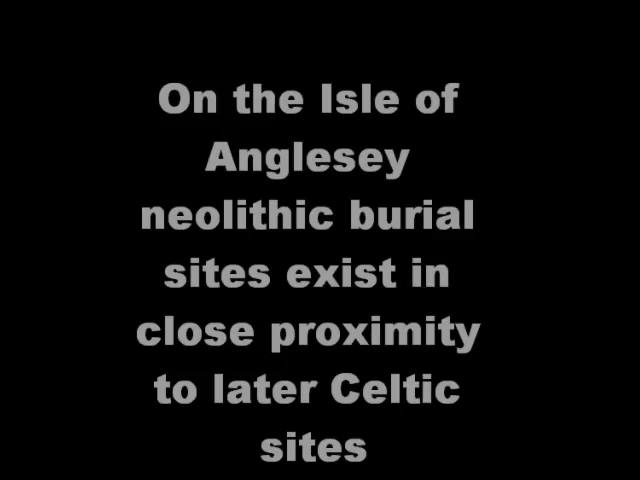 On the Isle of
Anglesey
neolithic burial
sites exist in
close proximity
to later Celtic
sites